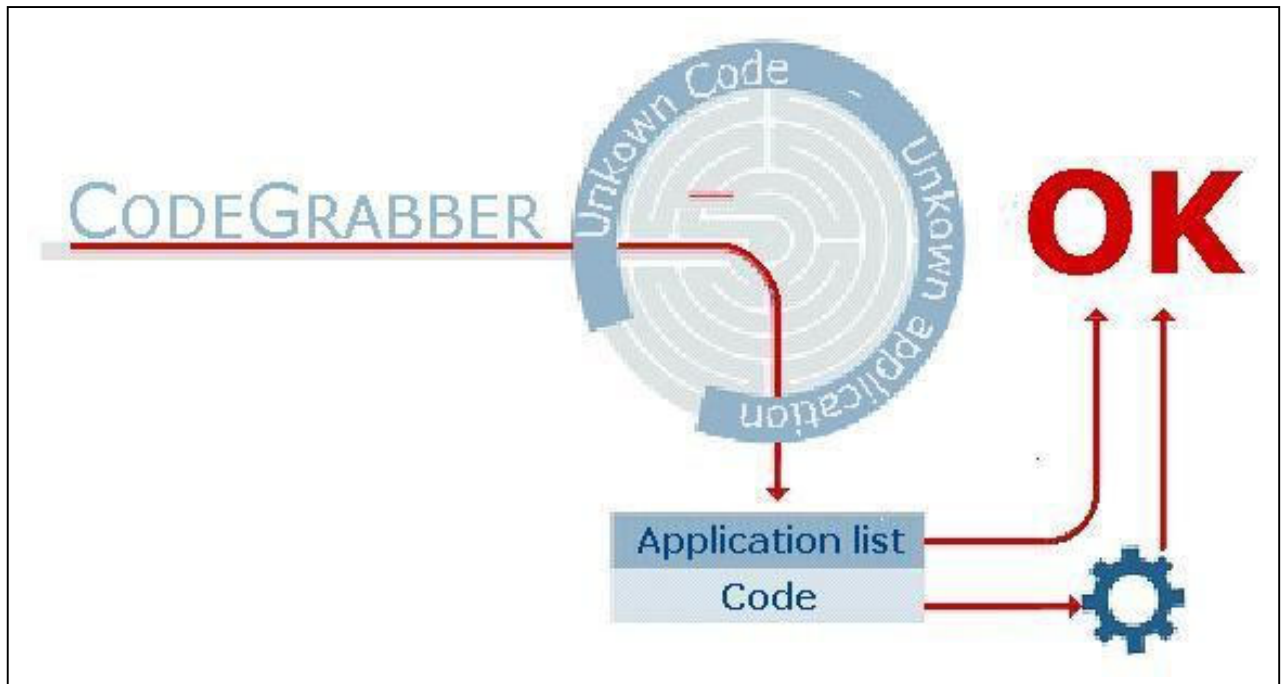 Unkown Code - Unkown application
CODEGRABBER
OK
Application list
Code